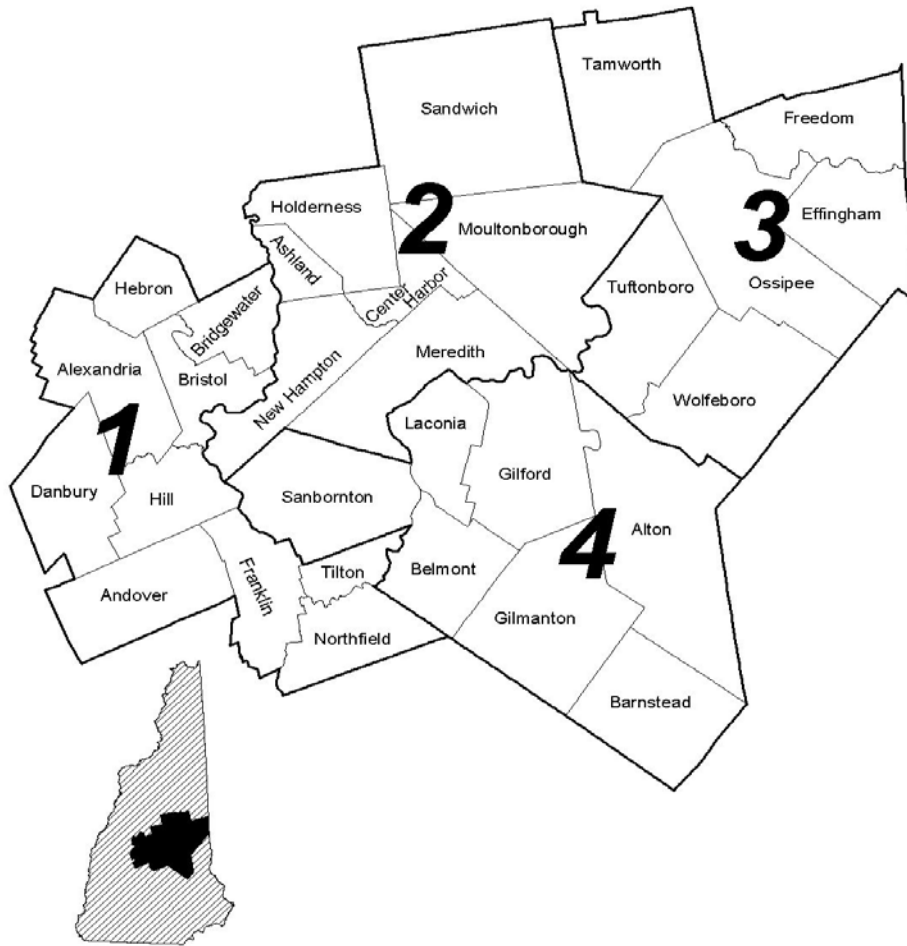 Tamworth
Sandwich
Freedom
Holderness
2
Effingham
Moultonborough
3
Ashland
Ossipee
Hebron
Bridgewater
Center
Harbor
Tuftonboro
Alexandria
Bristol
New Hampton
Meredith
Wolfeboro
1
Laconia
Gilford
Danbury
Hill
Sanbornton
4
Alton
Tilton
Belmont
Andover
Franklin
Gilmanton
Northfield
Barnstead